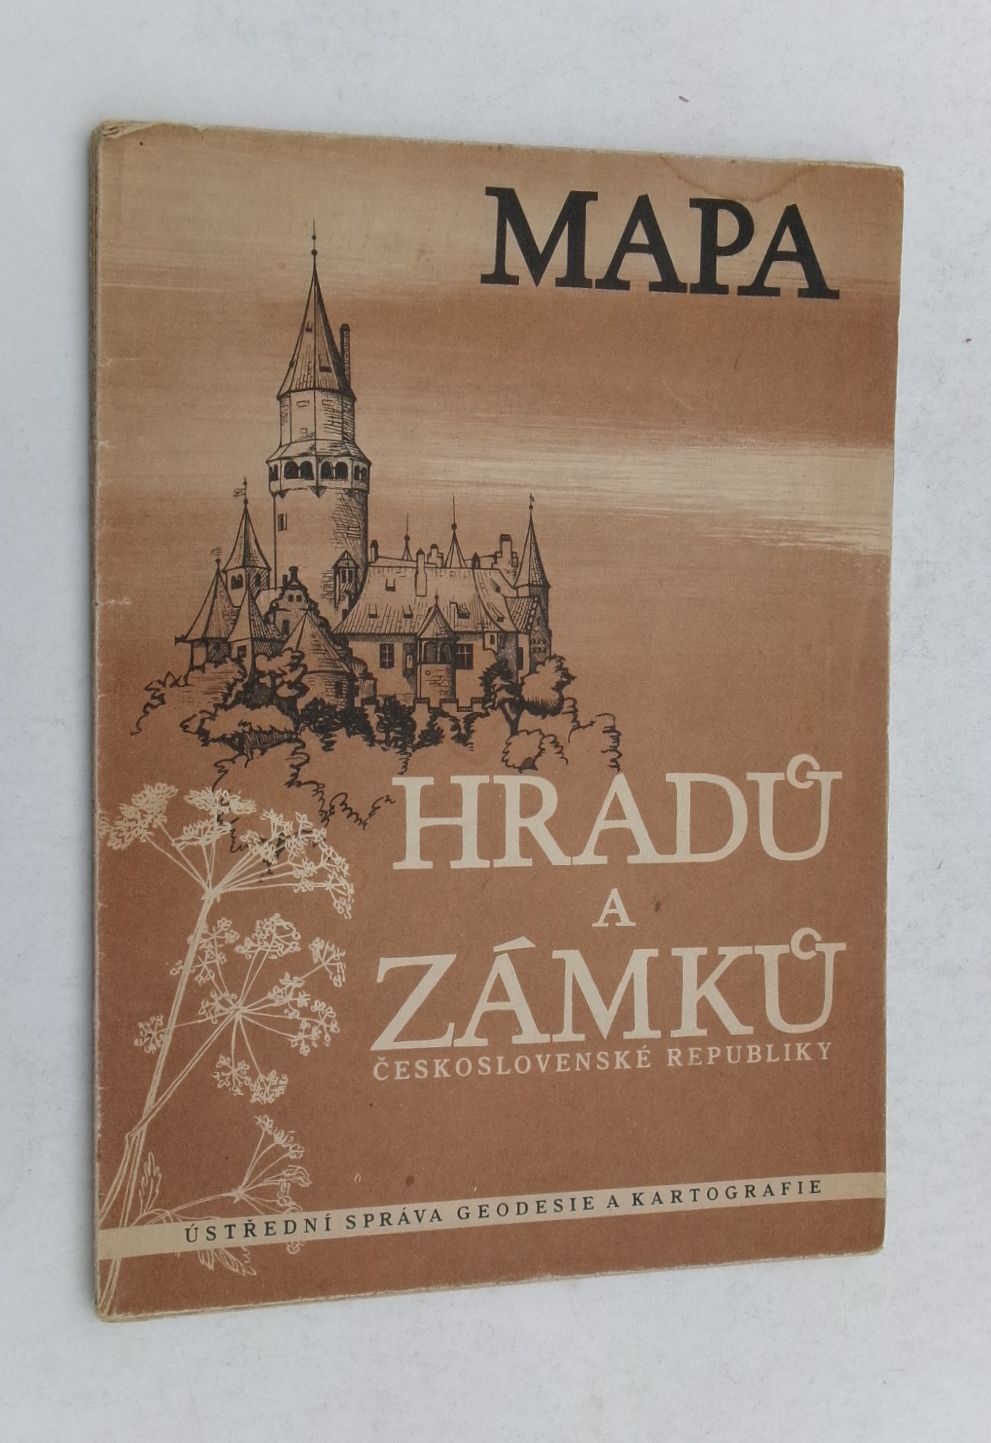 MAPA
HRADŮ
A
ZÁMKŮ
ČESKOSLOVENSKÉ REPUBLIKY
ÚSTŘEDNÍ SPRÁVA GEODESIE A KARTOGRAFIE